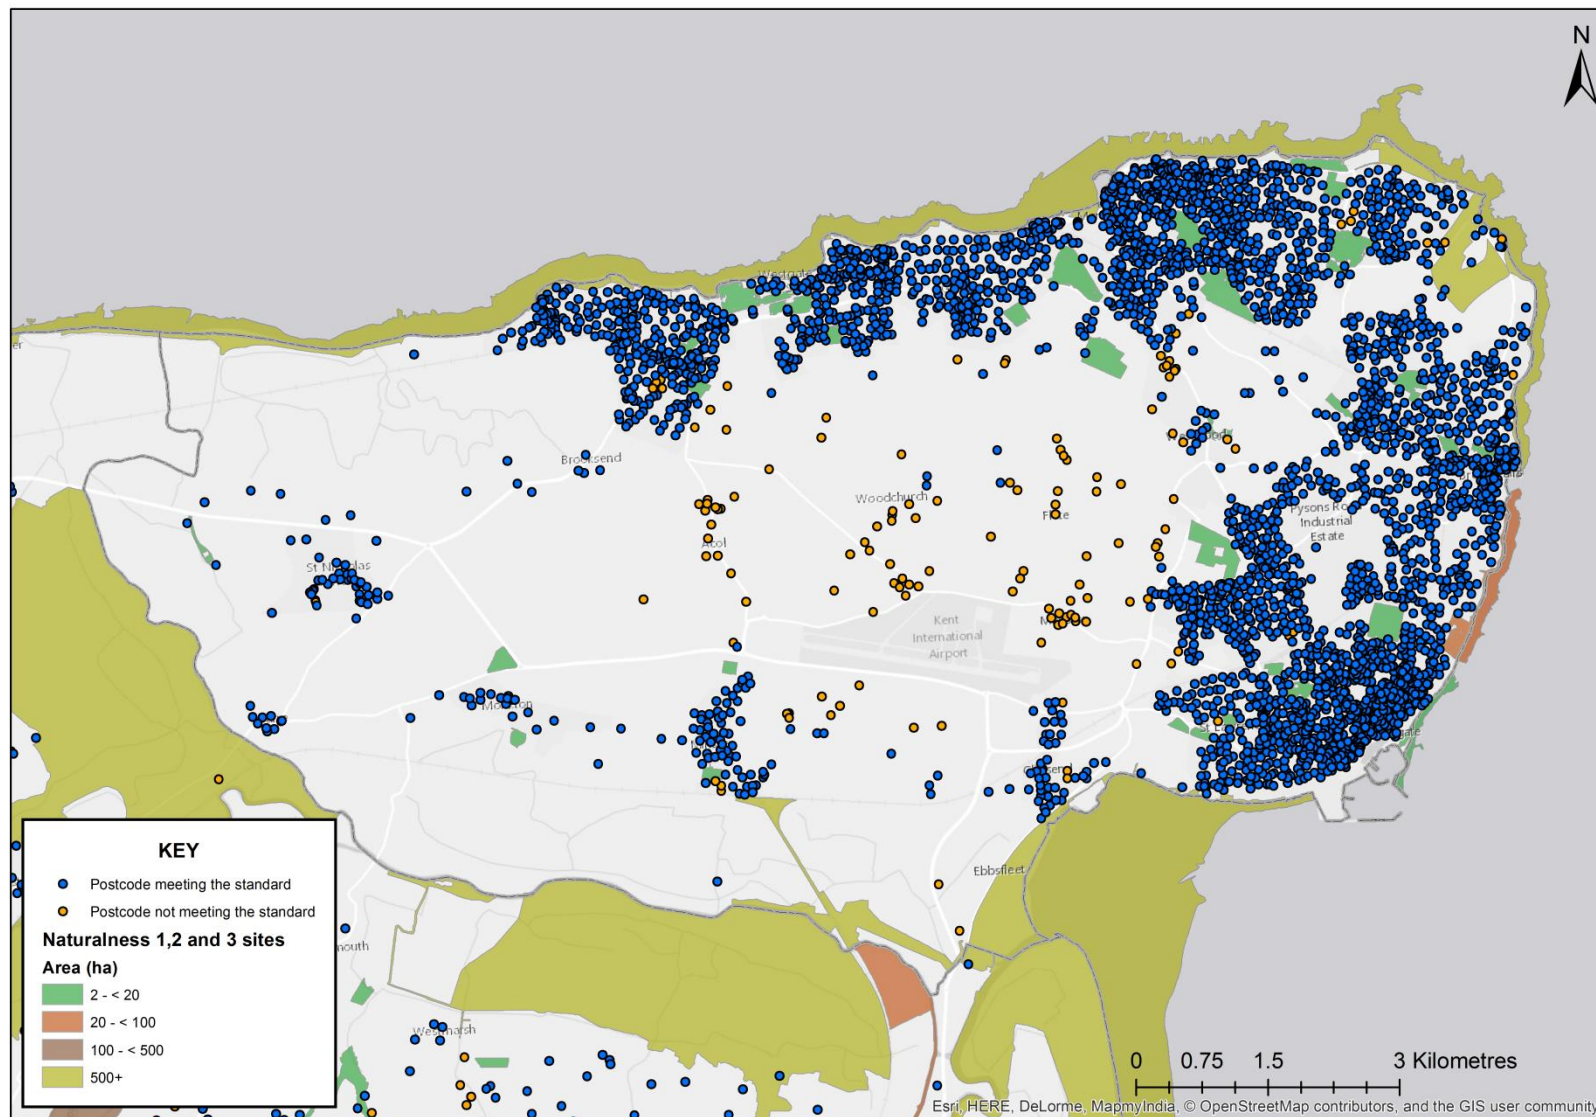 N
Brooksend
Woodchurch
Acol
St Nicholas
Pysons Road
Industrial
Estate
Kent
International
Airport
Ebbsfleet
mouth
Westmarsh
KEY
Postcode meeting the standard
Postcode not meeting the standard
Naturalness 1,2 and 3 sites
Area (ha)
2 - < 20
20 - < 100
100 - < 500
500+
0 0.75 1.5 3 Kilometres
Esri, HERE, DeLorme, MapmyIndia, © OpenStreetMap contributors, and the GIS user community